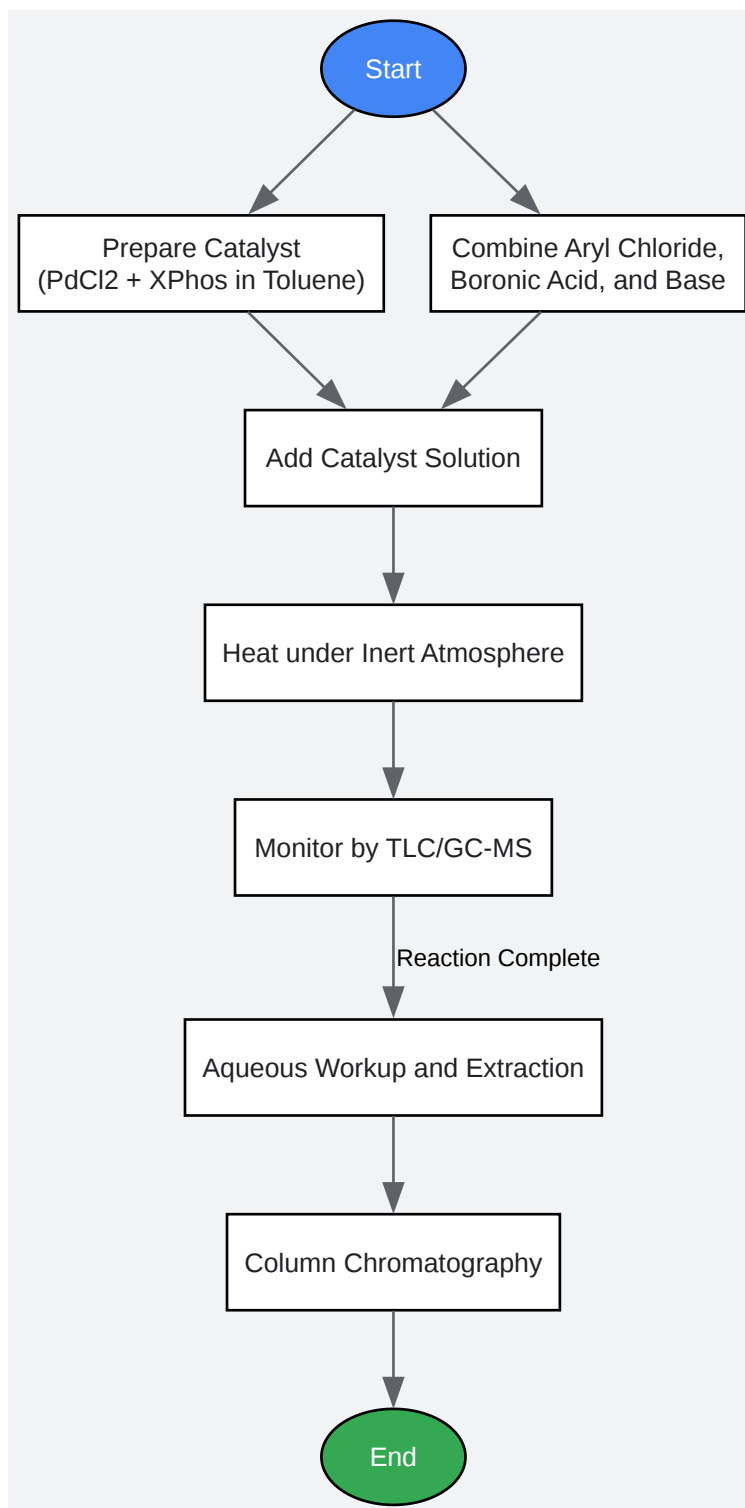 Start
Prepare Catalyst
(PdCl2 + XPhos in Toluene)
Combine Aryl Chloride,
Boronic Acid, and Base
Add Catalyst Solution
Heat under Inert Atmosphere
Monitor by TLC/GC-MS
Reaction Complete
Aqueous Workup and Extraction
Column Chromatography
End